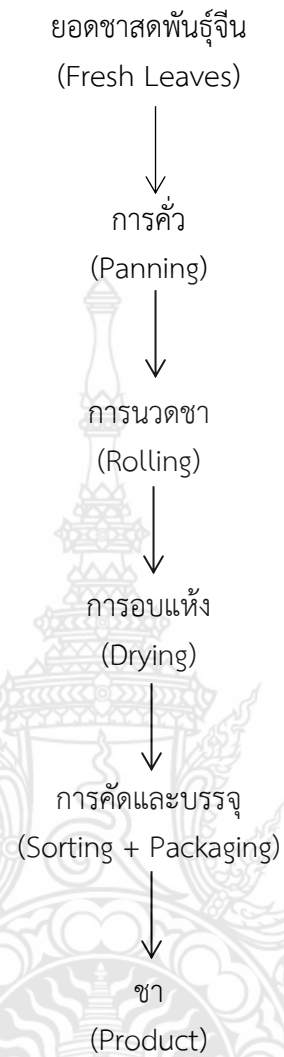 ยอดชาสดพันธุ์จีน
(Fresh Leaves)
การคั่ว
(Panning)
การนวดชา
(Rolling)
การอบแห้ง
(Drying)
การคัดและบรรจุ
(Sorting + Packaging)
ชา
(Product)